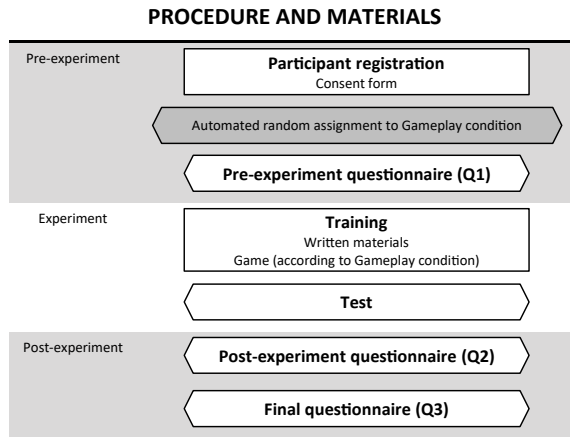 PROCEDURE AND MATERIALS
Pre-experiment
Participant registration
Consent form
Automated random assignment to Gameplay condition
Pre-experiment questionnaire (Q1)
Experiment
Training
Written materials
Game (according to Gameplay condition)
Test
Post-experiment
Post-experiment questionnaire (Q2)
Final questionnaire (Q3)